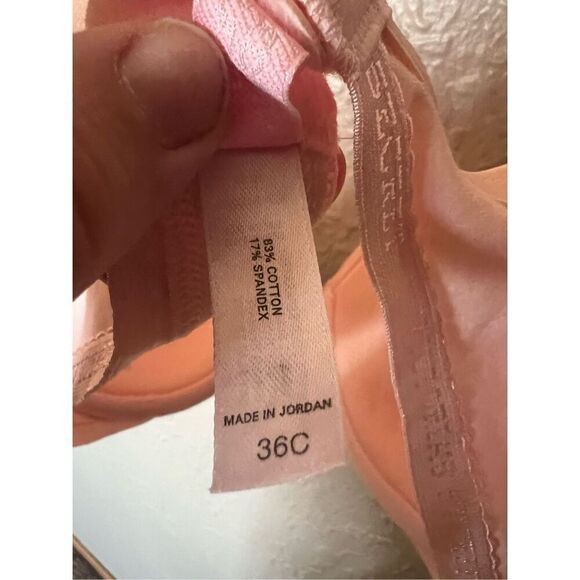 83% COTTON
17% SPANDEX
MADE IN JORDAN
36C